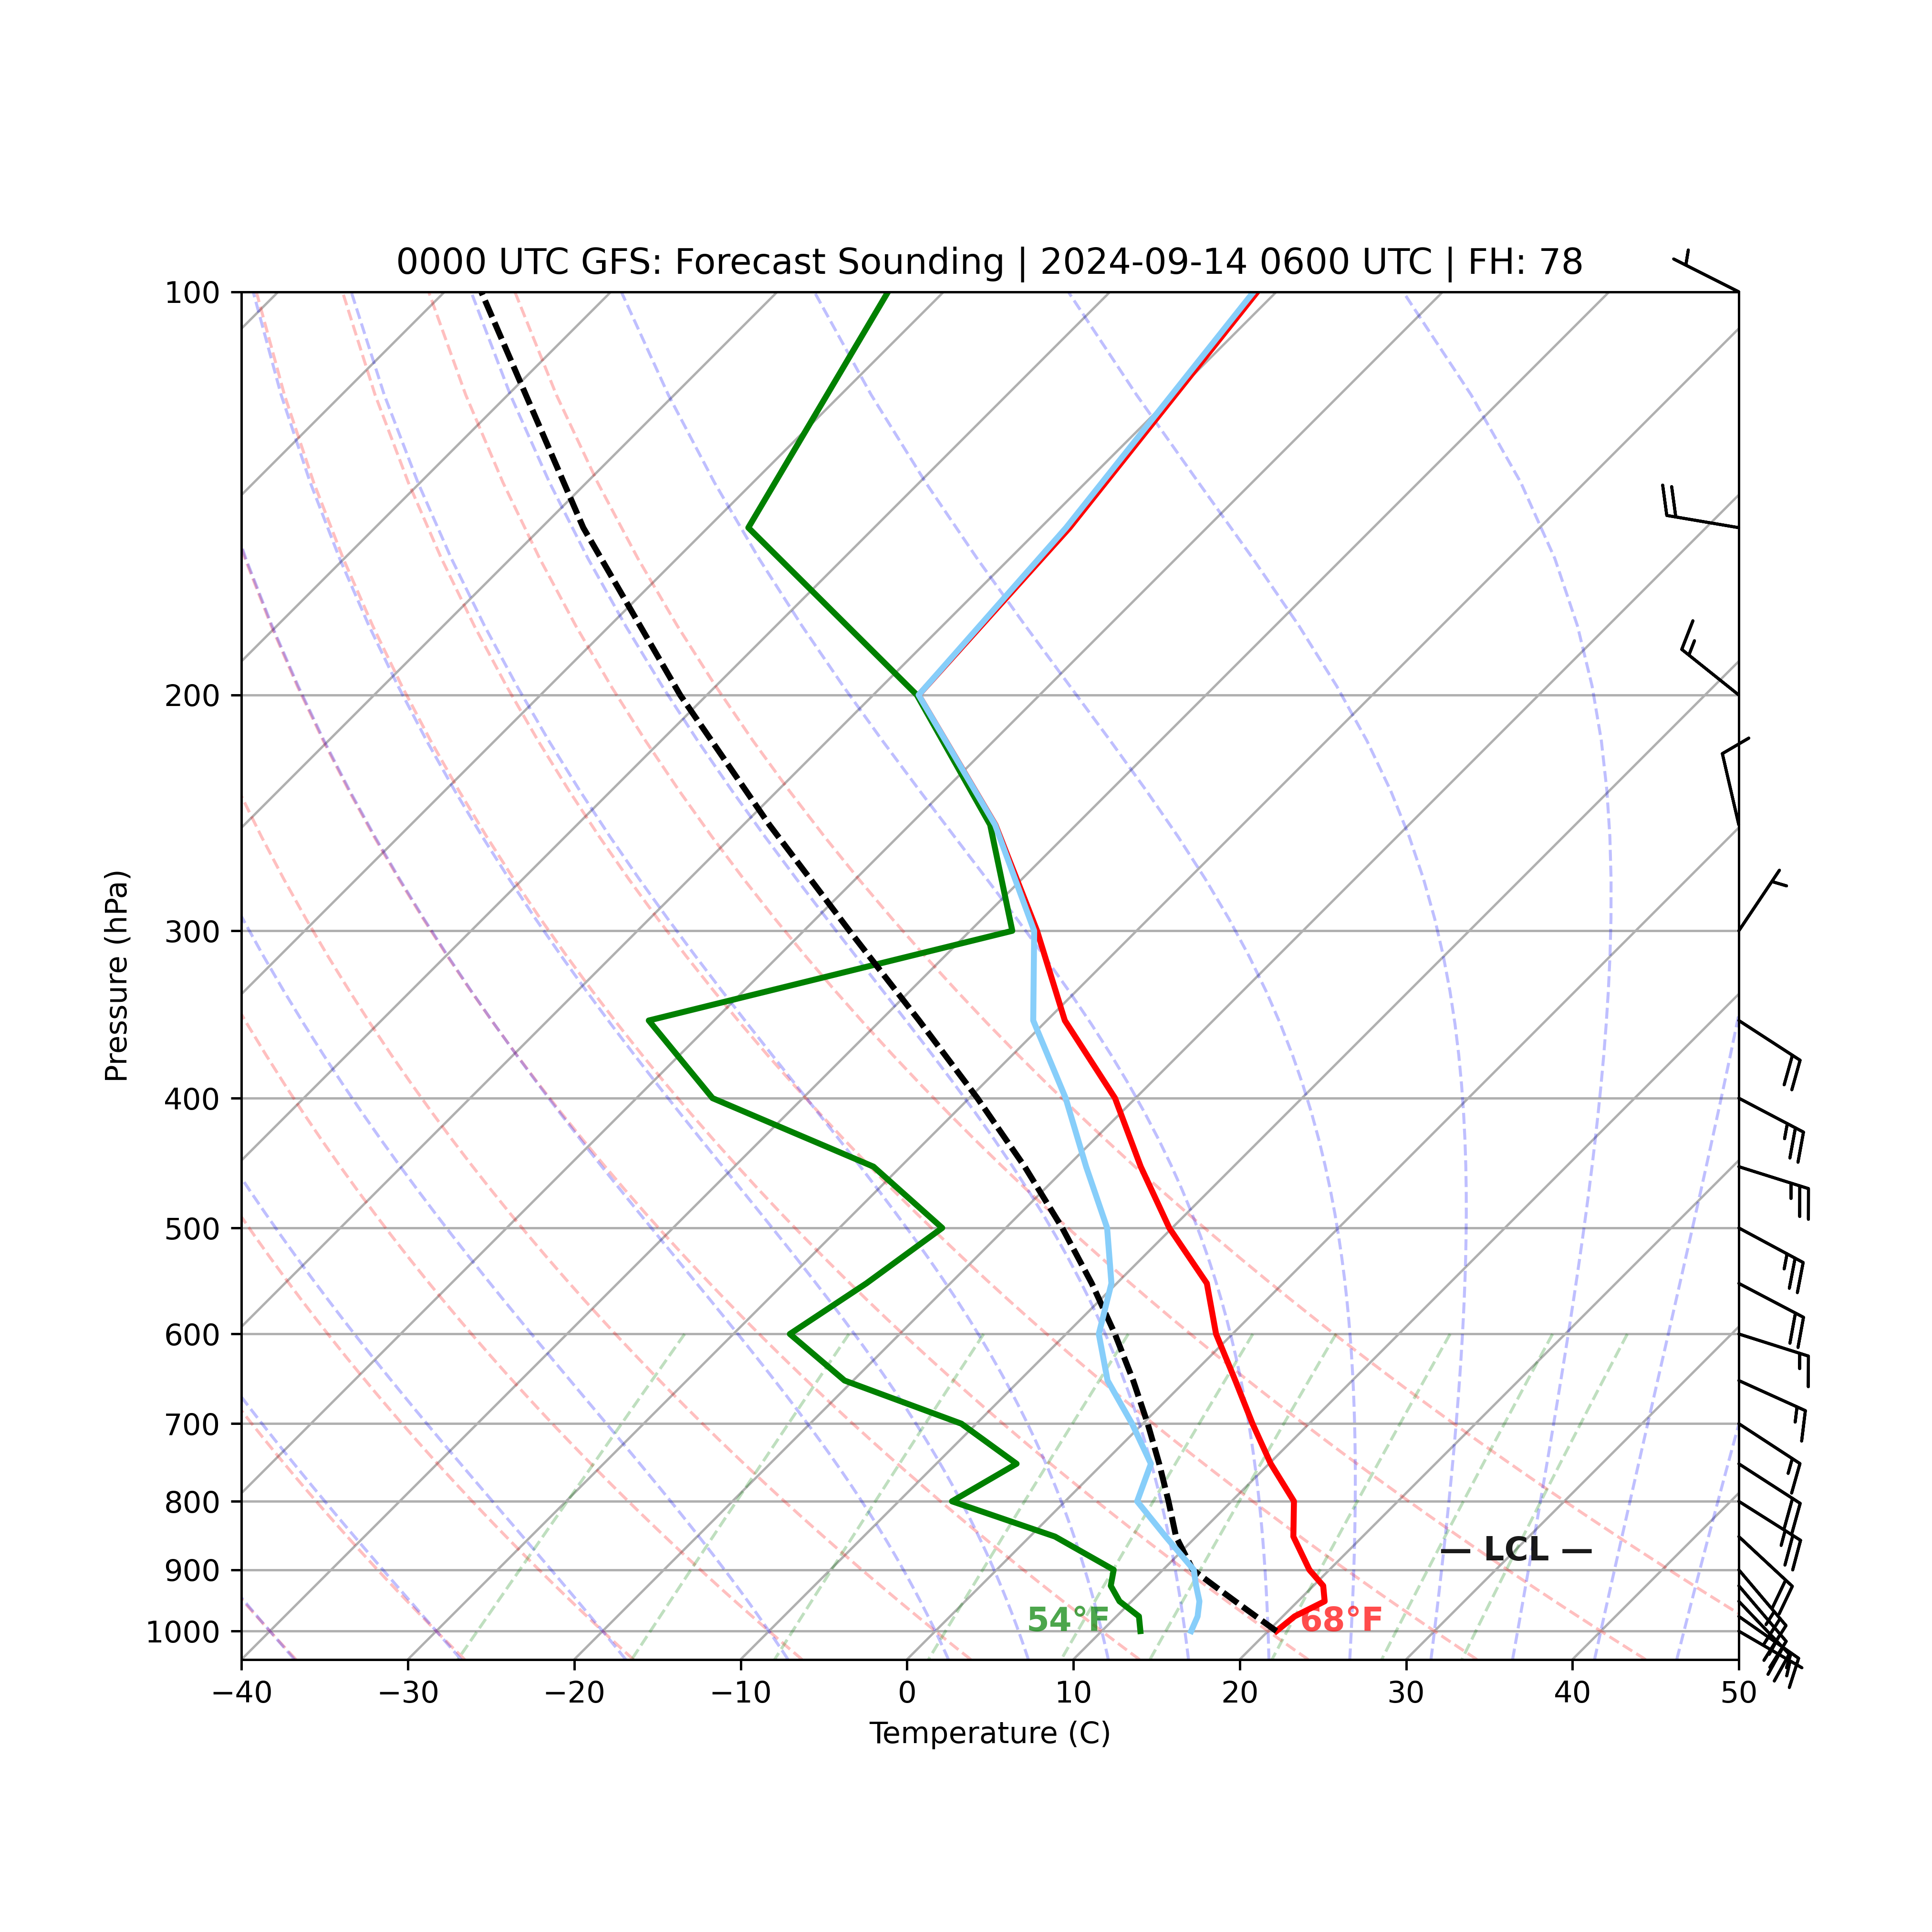 0000 UTC GFS: Forecast Sounding | 2024-09-14 0600 UTC | FH: 78
100
200
300
400
500
600
700
800
900
1000
Pressure (hPa)
— LCL —
54°F
68°F
−40 −30 −20 −10 0 10 20 30 40 50
Temperature (C)